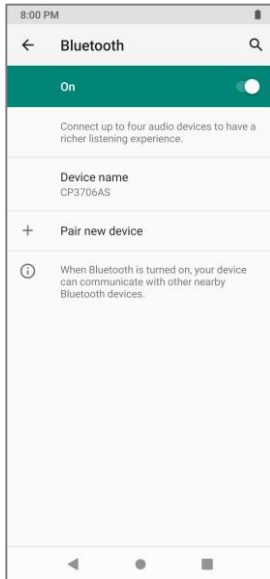 8:00 PM
Bluetooth
On
Connect up to four audio devices to have a
richer listening experience.
Device name
CP3706AS
Pair new device
When Bluetooth is turned on, your device
can communicate with other nearby
Bluetooth devices.